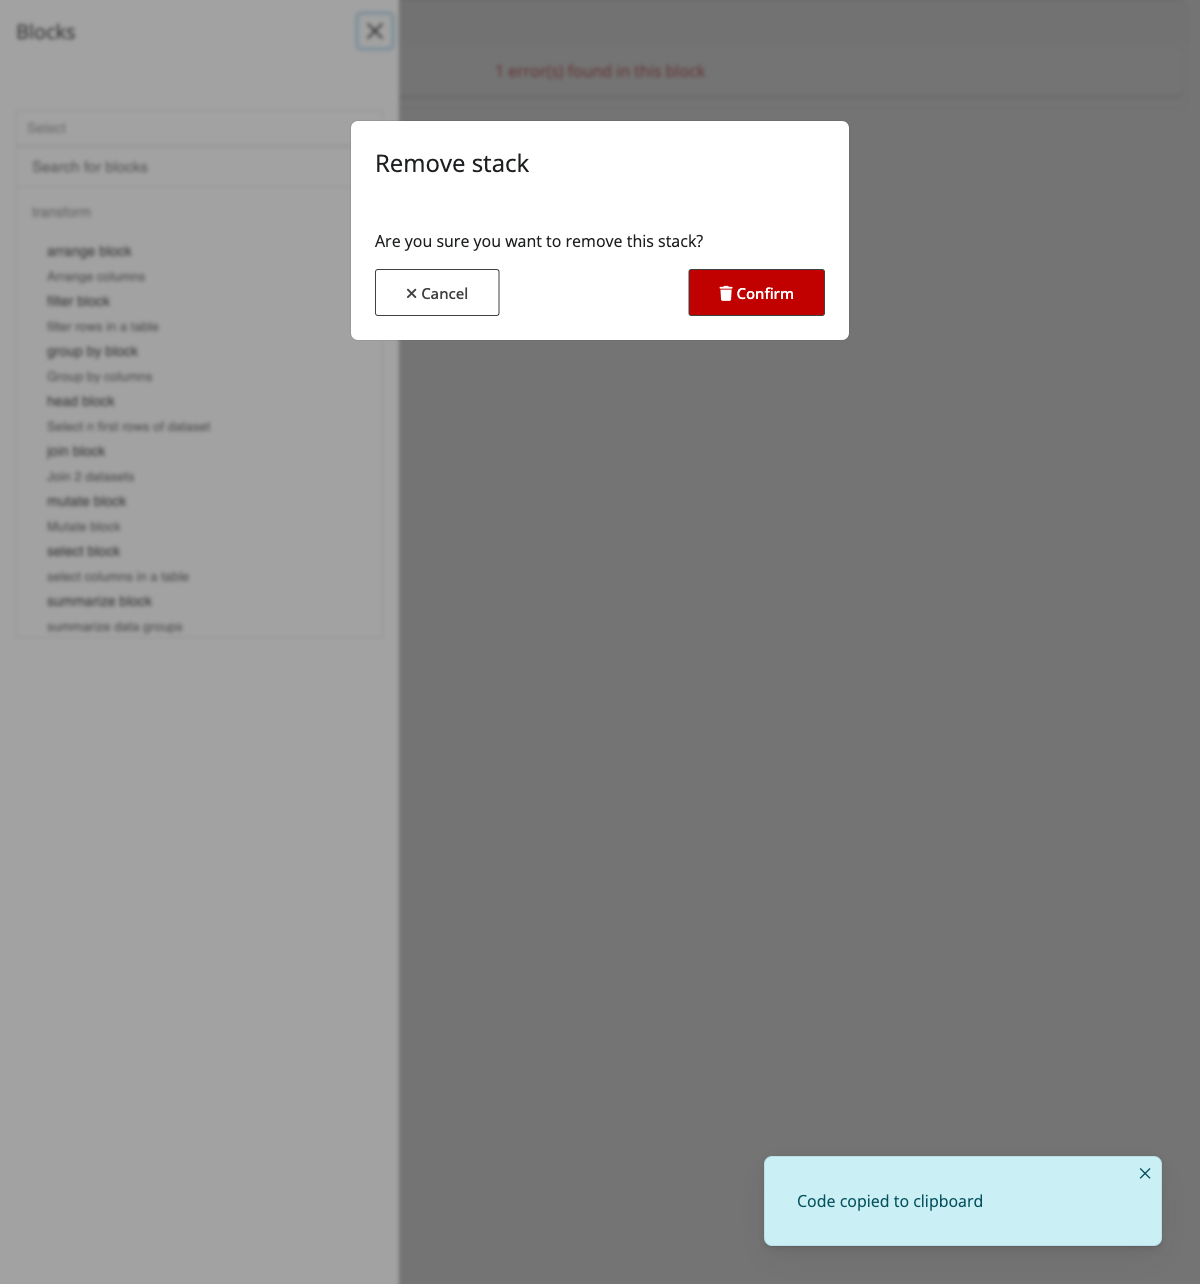 Blocks
1 error(s) found in this block
Select
Search for blocks
transform
arrange block
Arrange columns
filter block
filter rows in a table
group by block
Group by columns
head block
Select n first rows of dataset
join block
Join 2 datasets
mutate block
Mutate block
select block
select columns in a table
summarize block
summarize data groups
Remove stack
Are you sure you want to remove this stack?
Cancel
Confirm
Code copied to clipboard